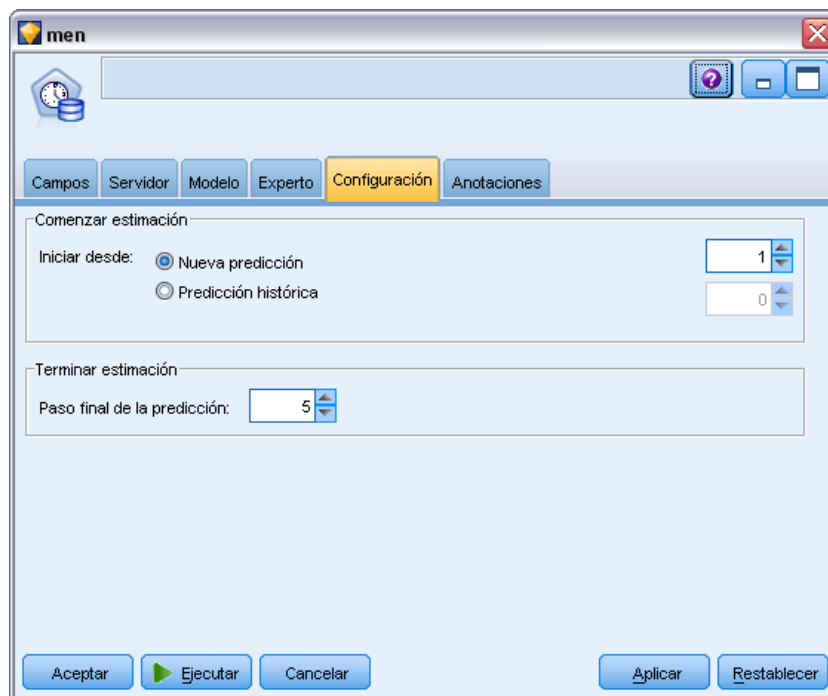 men
?
Campos Servidor Modelo Experto Configuración Anotaciones
Comenzar estimación
Iniciar desde: Nueva predicción 1
Predicción histórica 0
Terminar estimación
Paso final de la predicción: 5
Aceptar Ejecutar Cancelar Aplicar Restablecer